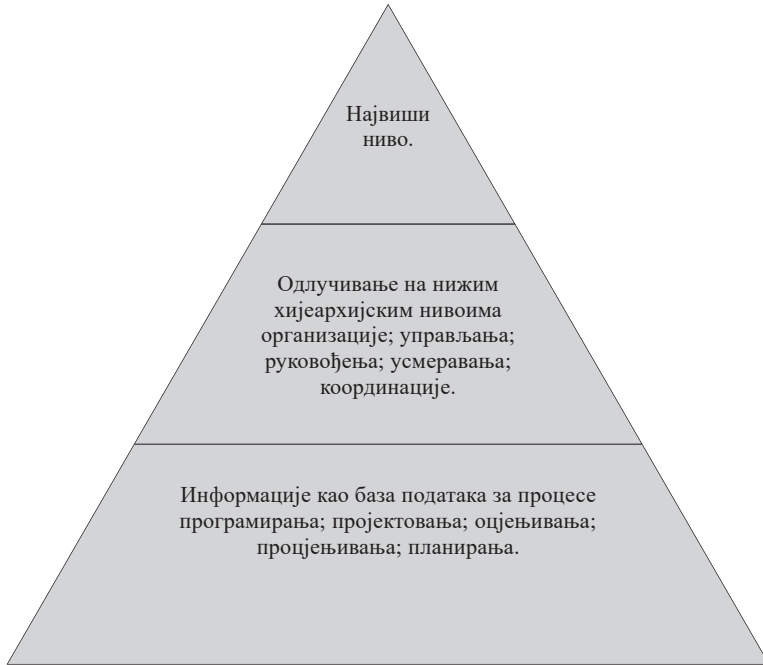 Највиши
ниво.
Одлучивање на нижим
хијеархијским нивоима
организације; управљања;
руковођења; усмеравања;
координације.
Информације као база података за процесе
програмирања; пројектовања; оцјењивања;
процјењивања; планирања.